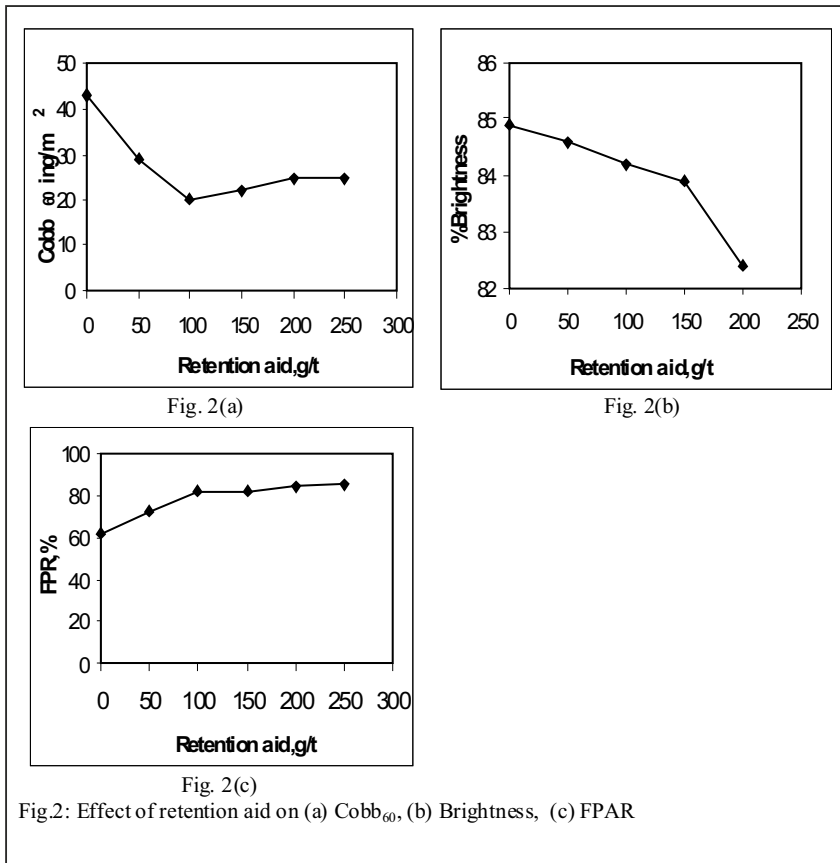 50
40
30
20
10
0
0 50 100 150 200 250 300
Cobb 60 in g/m 2
Retention aid, g/t
Fig. 2(a)
86
85
84
83
82
0 50 100 150 200 250
%Brightness
Retention aid, g/t
Fig. 2(b)
100
80
60
40
20
0
0 50 100 150 200 250 300
FPR, %
Retention aid, g/t
Fig. 2(c)
Fig.2: Effect of retention aid on (a) Cobb60, (b) Brightness, (c) FPAR